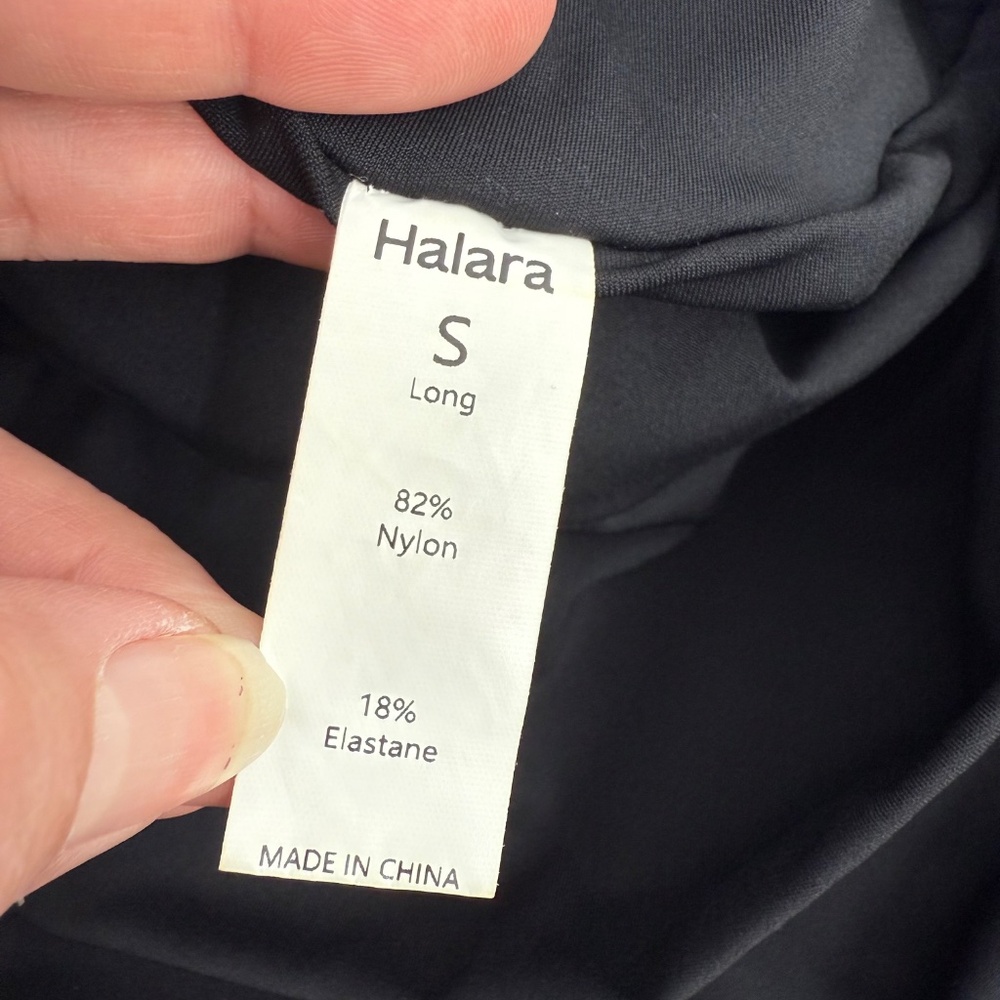 Halara
S
Long
82%
Nylon
18%
Elastane
MADE IN CHINA